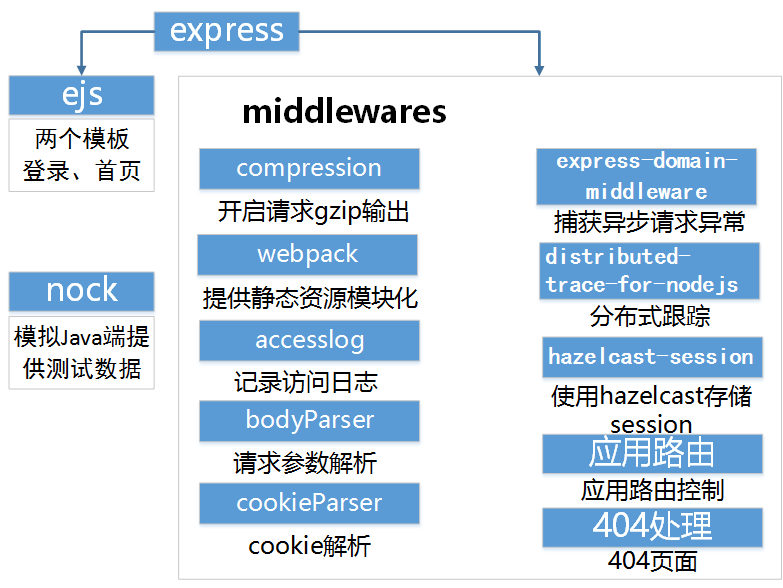 express
ejs
两个模板
登录、首页
nock
模拟Java端提
供测试数据
middlewares
compression
开启请求gzip输出
webpack
提供静态资源模块化
accesslog
记录访问日志
bodyParser
请求参数解析
cookieParser
cookie解析
express-domain-
middleware
捕获异步请求异常
distributed-
trace-for-nodejs
分布式跟踪
hazelcast-session
使用hazelcast存储
session
应用路由
应用路由控制
404处理
404页面